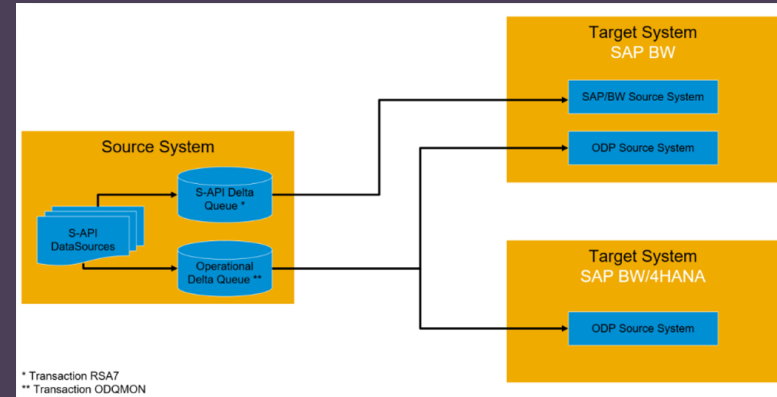 Target System
SAP BW
SAP/BW Source System
ODP Source System
Source System
S-API Delta
Queue *
S-API
DataSources
Operational
Delta Queue **
Target System
SAP BW/4HANA
ODP Source System
* Transaction RSA7
** Transaction ODQMON